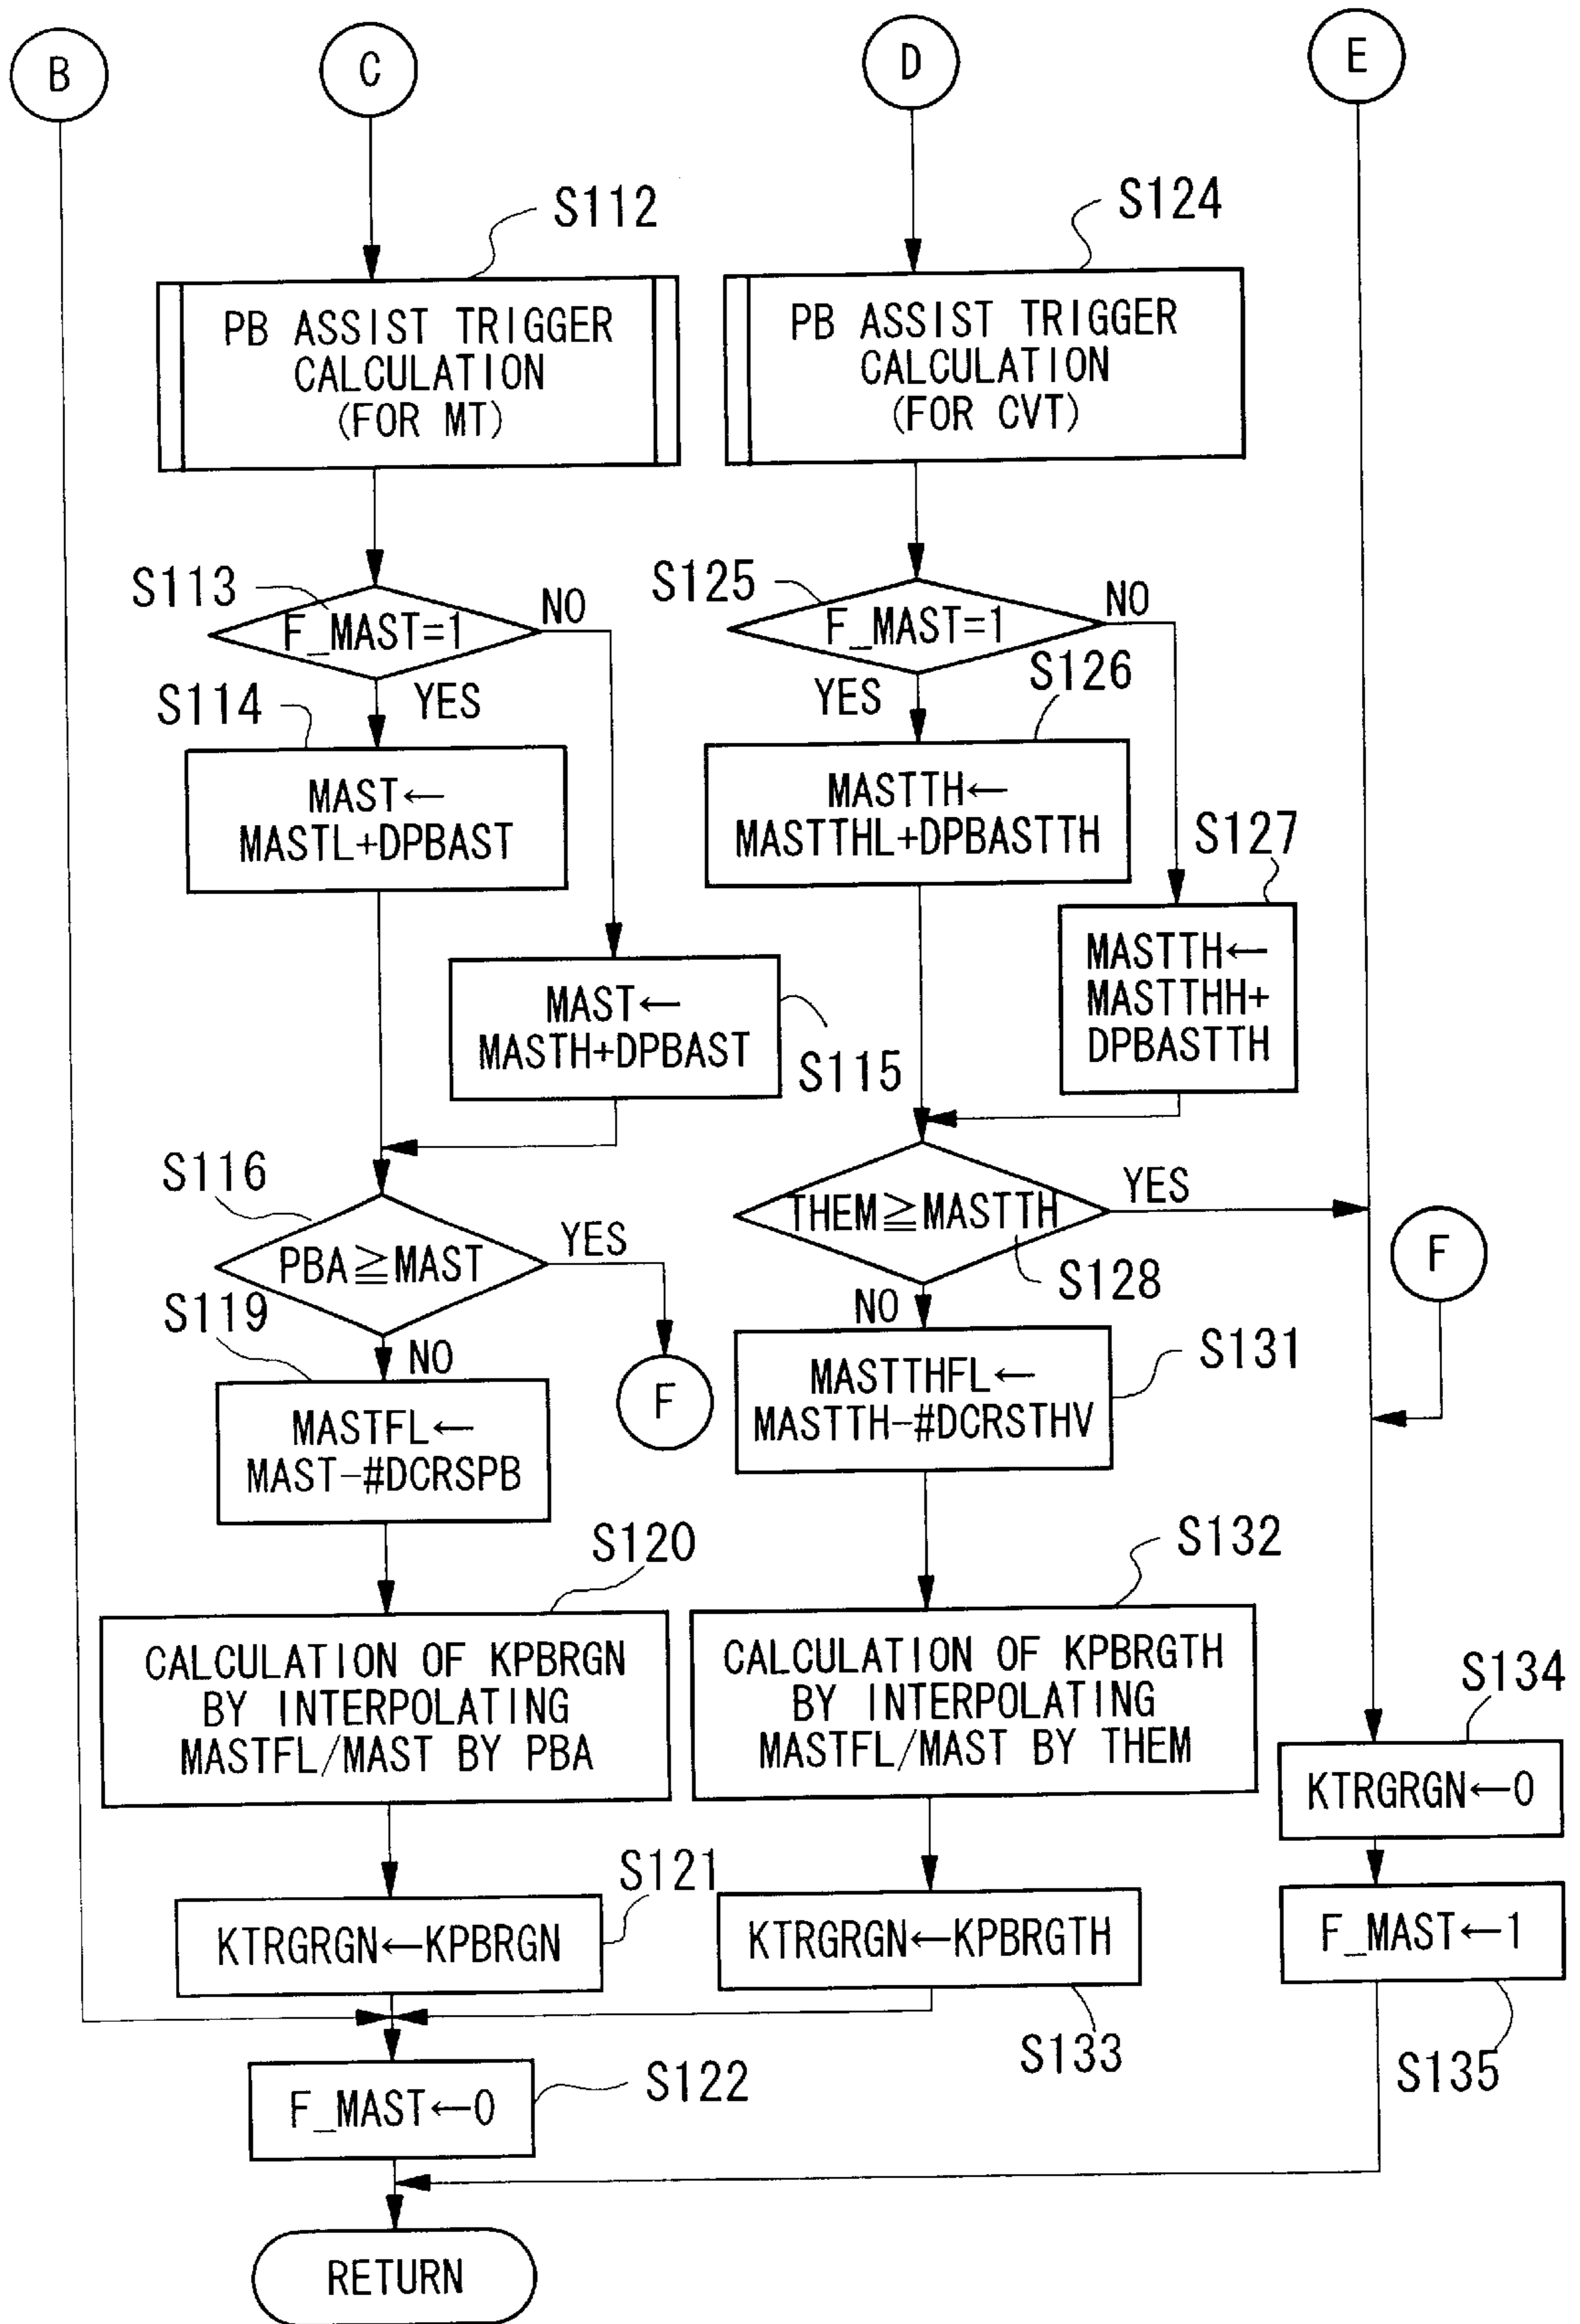 B
C
D
E
S112
S124
PB ASSIST TRIGGER
CALCULATION
(FOR MT)
PB ASSIST TRIGGER
CALCULATION
(FOR CVT)
S113
F_MAST=1
NO
YES
S125
F_MAST=1
NO
YES
S114
MAST←
MASTL+DPBAST
S126
MASTTH←
MASTTHL+DPBASTTH
S127
MASTTH←
MASTTHH+
DPBASTTH
MAST←
MASTH+DPBAST
S115
S116
PBA≧MAST
YES
NO
F
THEM≧MASTTH
YES
S128
NO
F
S119
MASTFL←
MAST-#DCRSPB
MASTTHFL←
MASTTH-#DCRSTHV
S131
S120
CALCULATION OF KPBRGN
BY INTERPOLATING
MASTFL/MAST BY PBA
S132
CALCULATION OF KPBRGTH
BY INTERPOLATING
MASTFL/MAST BY THEM
S134
KTRGRGN←0
S121
KTRGRGN←KPBRGN
KTRGRGN←KPBRGTH
S133
F_MAST←1
S135
F_MAST←0
S122
RETURN